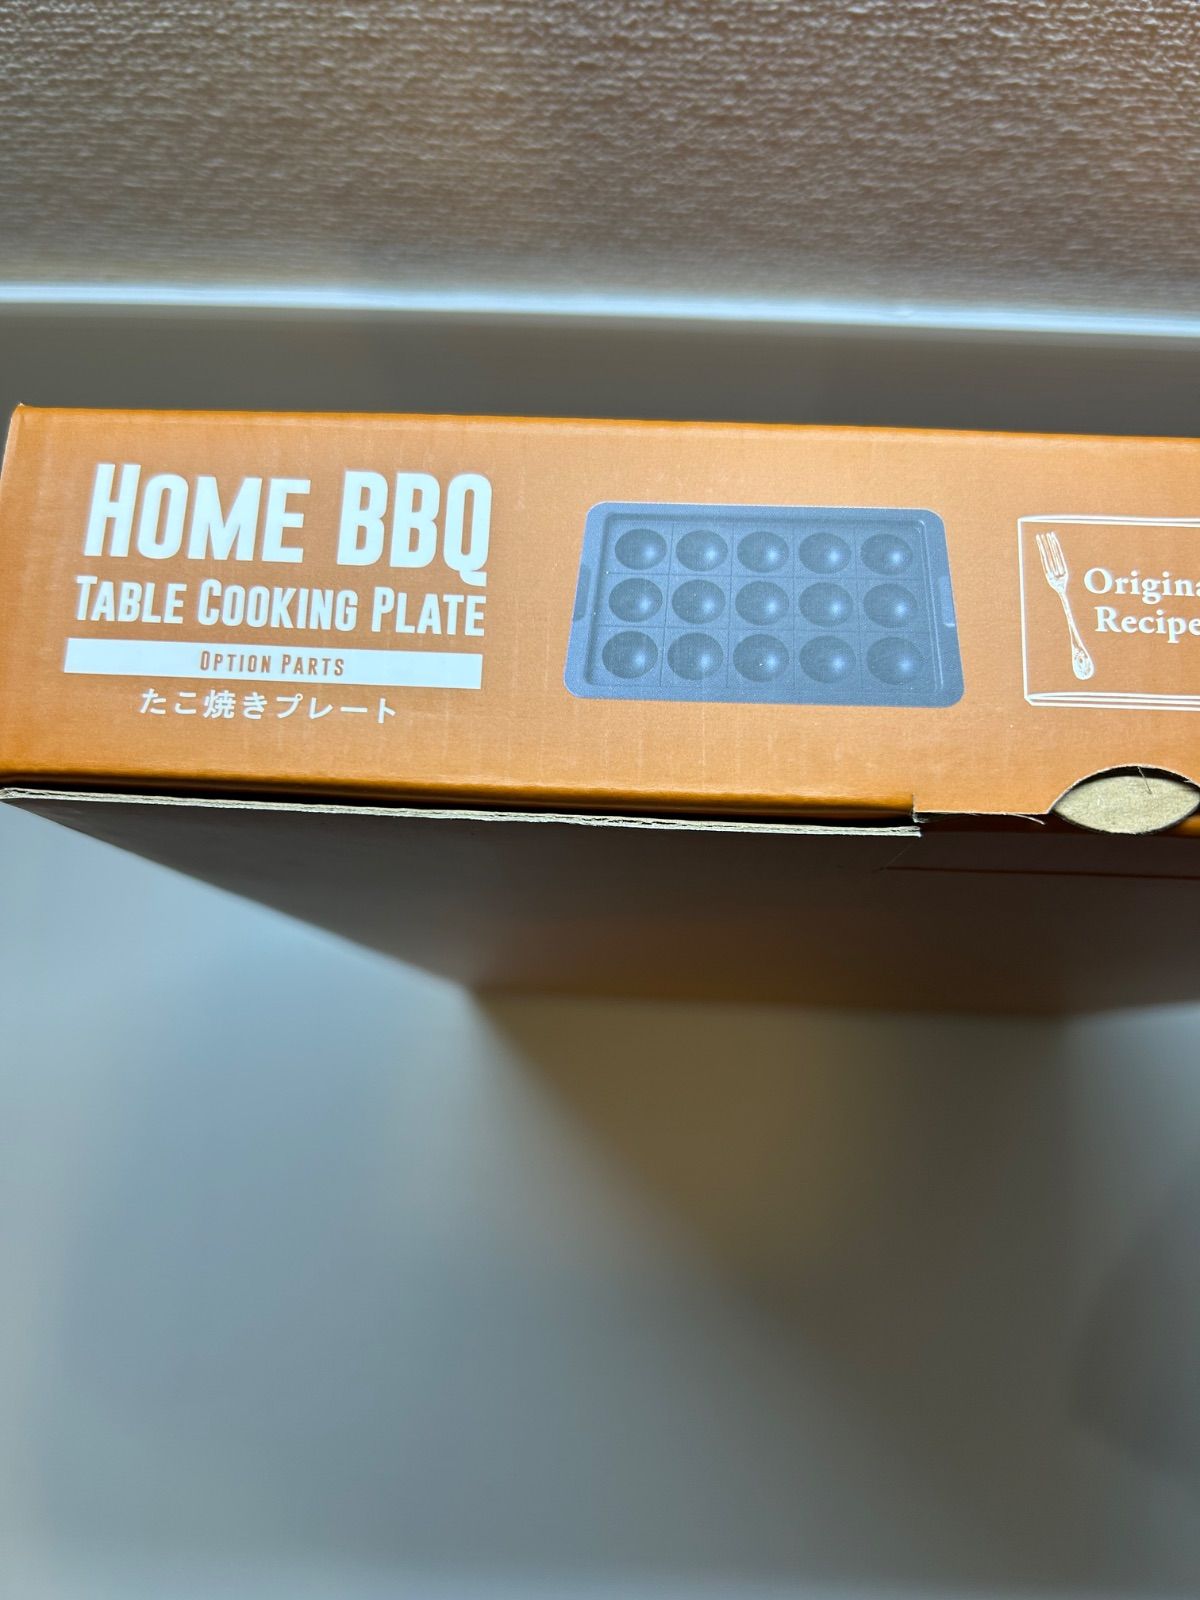 HOME BBQ
TABLE COOKING PLATE
OPTION PARTS
たこ焼きプレート